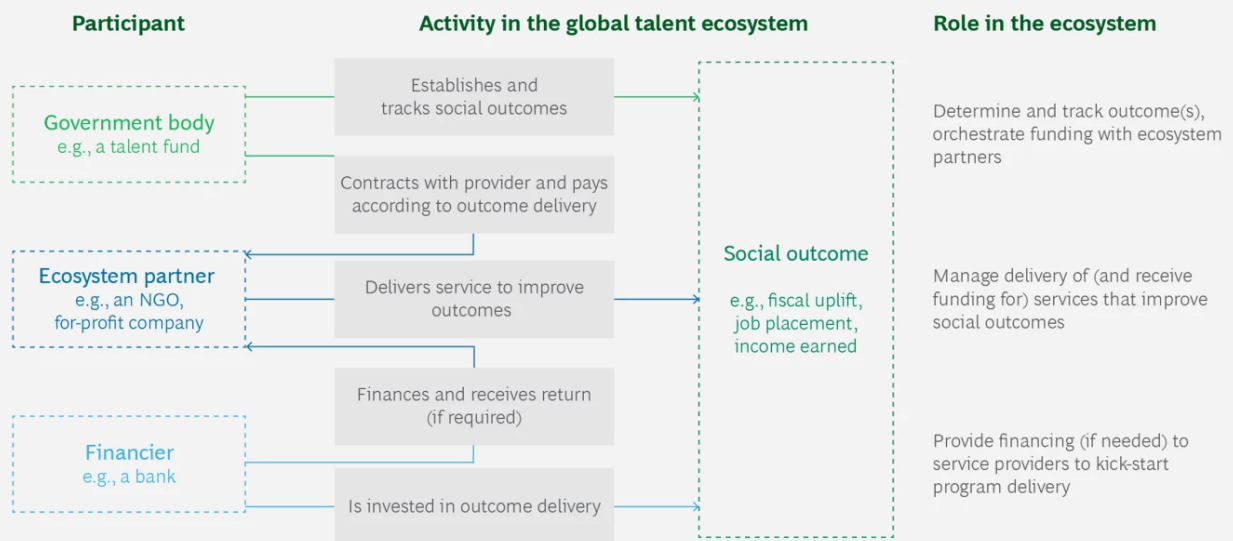 Participant
Activity in the global talent ecosystem
Role in the ecosystem
Government body
e.g., a talent fund
Establishes and
tracks social outcomes
Determine and track outcome(s),
orchestrate funding with ecosystem
partners
Contracts with provider and pays
according to outcome delivery
Ecosystem partner
e.g., an NGO,
for-profit company
Delivers service to improve
outcomes
Social outcome
e.g., fiscal uplift,
job placement,
income earned
Manage delivery of (and receive
funding for) services that improve
social outcomes
Finances and receives return
(if required)
Financier
e.g., a bank
Is invested in outcome delivery
Provide financing (if needed) to
service providers to kick-start
program delivery